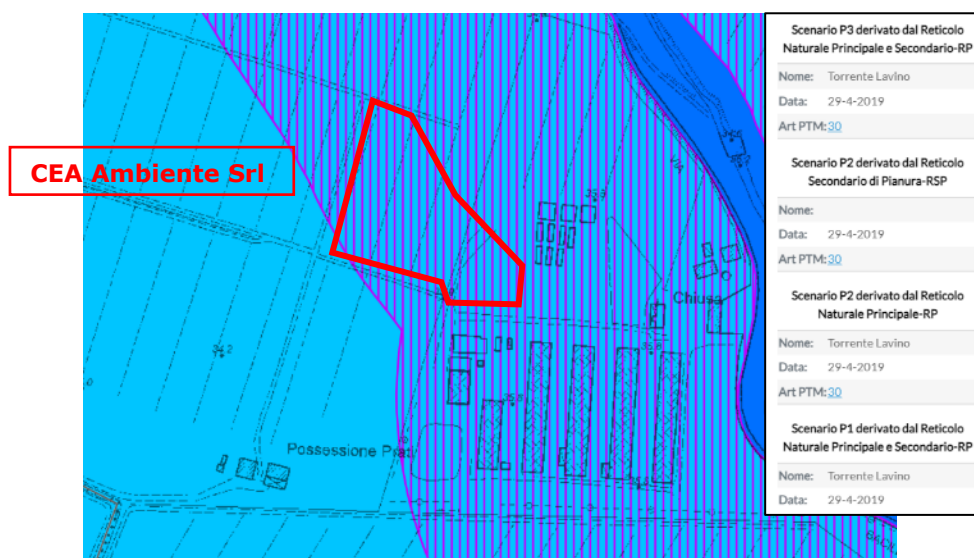 CEA Ambiente Srl
Chiusa
Possessione Prati
34.2
VIA
Scenario P3 derivato dal Reticolo
Naturale Principale e Secondario-RP
Nome: Torrente Lavino
Data: 29-4-2019
Art PTM:30
Scenario P2 derivato dal Reticolo
Secondario di Pianura-RSP
Nome:
Data: 29-4-2019
Art PTM:30
Scenario P2 derivato dal Reticolo
Naturale Principale-RP
Nome: Torrente Lavino
Data: 29-4-2019
Art PTM:30
Scenario P1 derivato dal Reticolo
Naturale Principale e Secondario-RP
Nome: Torrente Lavino
Data: 29-4-2019